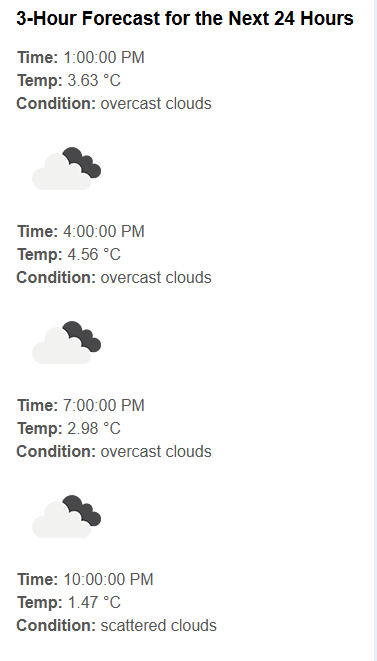 3-Hour Forecast for the Next 24 Hours
Time: 1:00:00 PM
Temp: 3.63 °C
Condition: overcast clouds
Time: 4:00:00 PM
Temp: 4.56 °C
Condition: overcast clouds
Time: 7:00:00 PM
Temp: 2.98 °C
Condition: overcast clouds
Time: 10:00:00 PM
Temp: 1.47 °C
Condition: scattered clouds